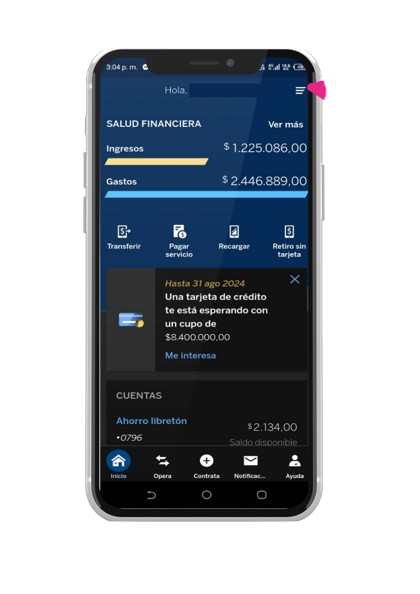 3:04 p. m.
Hola,
SALUD FINANCIERA Ver más
Ingresos $1.225.086,00
Gastos $2.446.889,00
Transferir
Pagar
servicio
Recargar
Retiro sin
tarjeta
Hasta 31 ago 2024
Una tarjeta de crédito
te está esperando con
un cupo de
$8.400.000,00
Me interesa
CUENTAS
Ahorro libretón $2.134,00
•0796 Saldo disponible
Inicio Opera Contrata Notificac... Ayuda